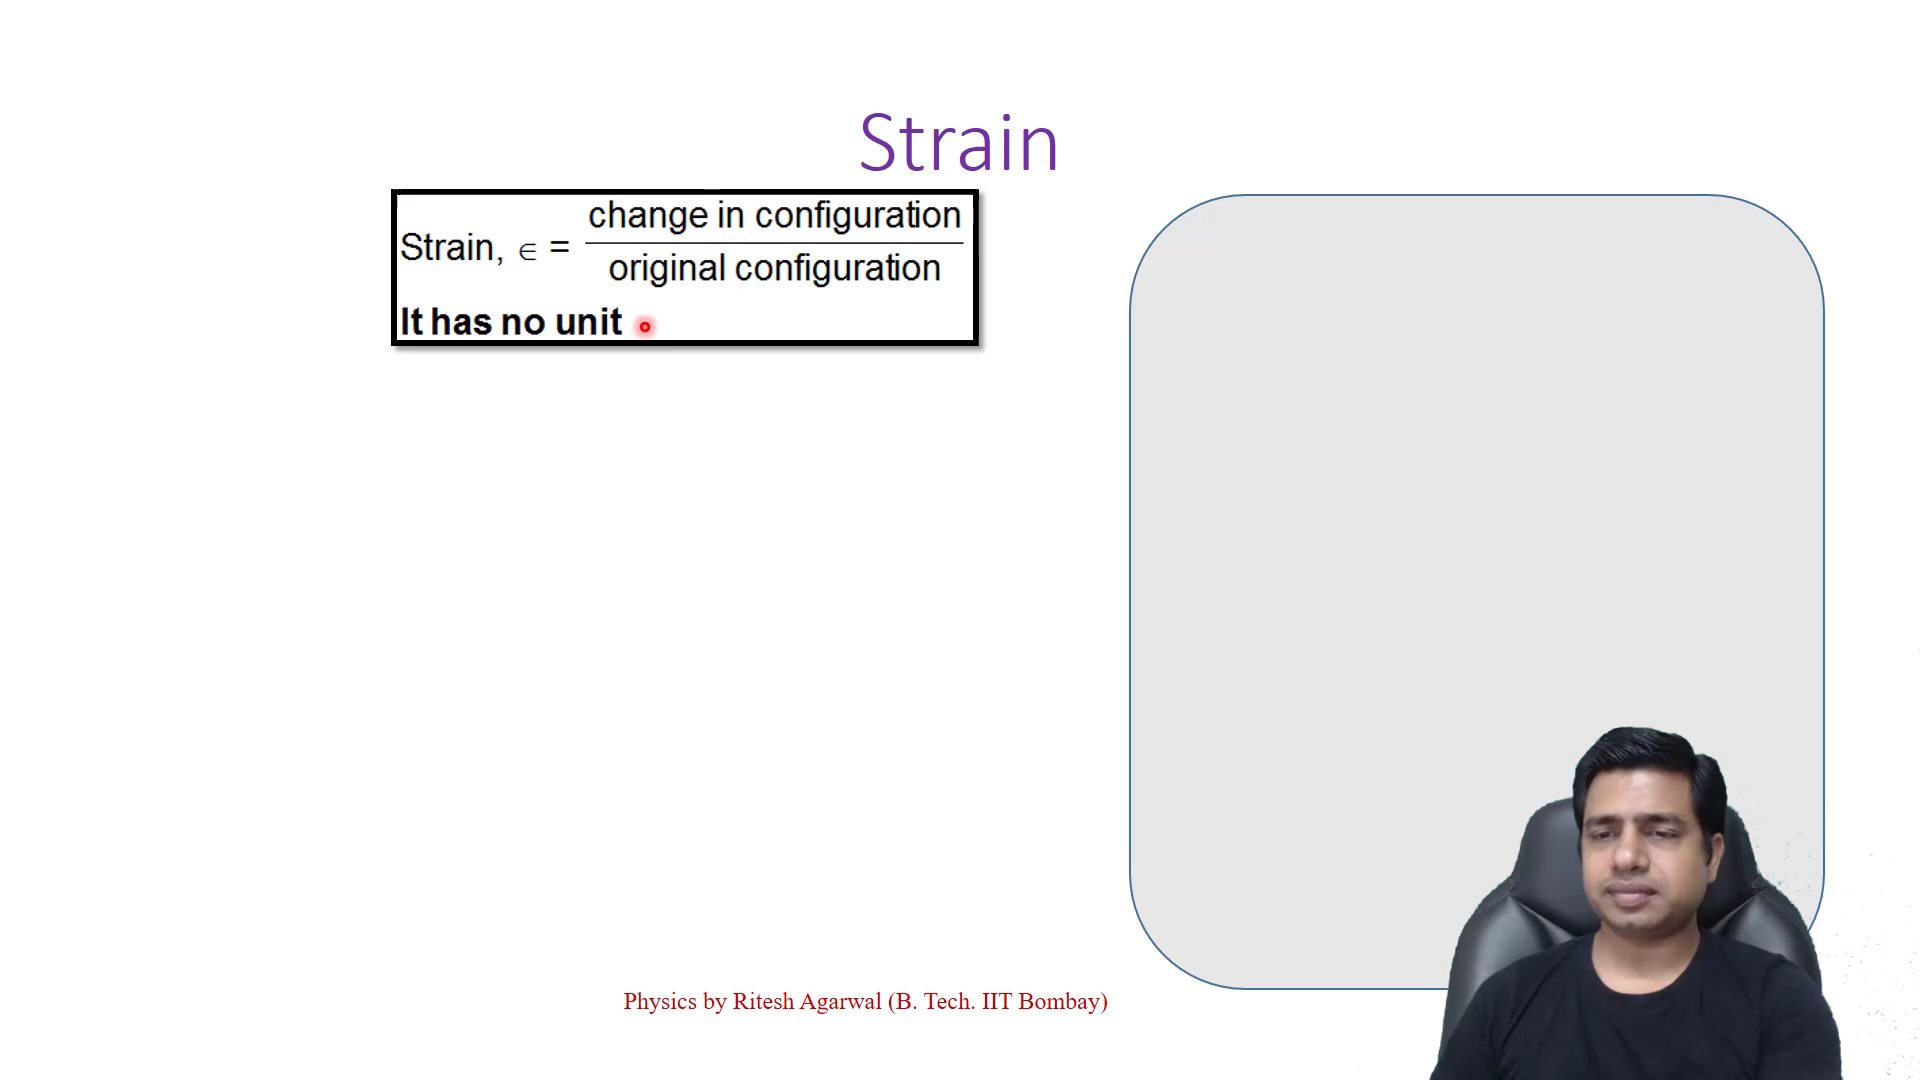 Strain
Strain, ∈ = change in configuration / original configuration
It has no unit
Physics by Ritesh Agarwal (B. Tech. IIT Bombay)